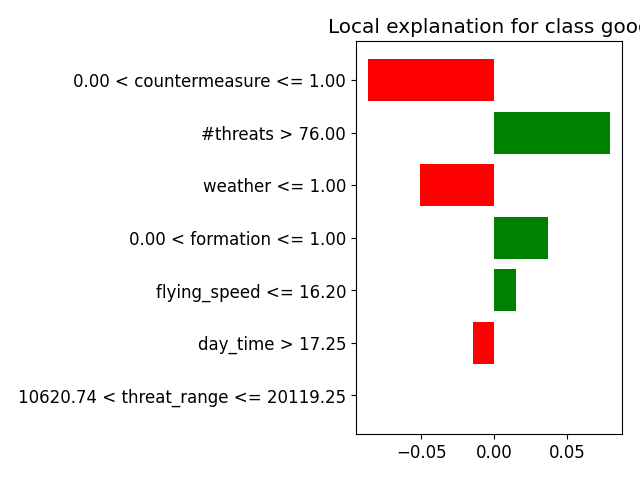 Local explanation for class goo
0.00 < countermeasure <= 1.00
#threats > 76.00
weather <= 1.00
0.00 < formation <= 1.00
flying_speed <= 16.20
day_time > 17.25
10620.74 < threat_range <= 20119.25
−0.05 0.00 0.05